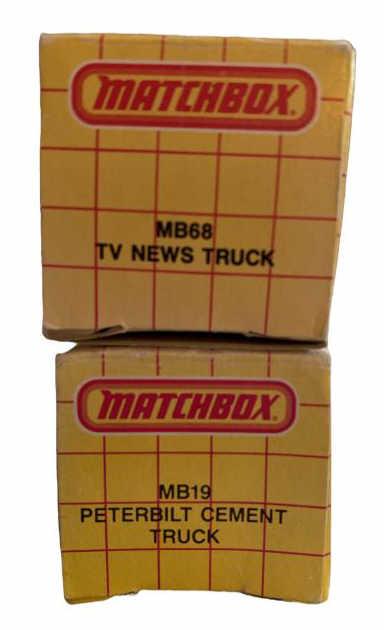 MATCHBOX
MB68
TV NEWS TRUCK
MATCHBOX
MB19
PETERBILT CEMENT
TRUCK